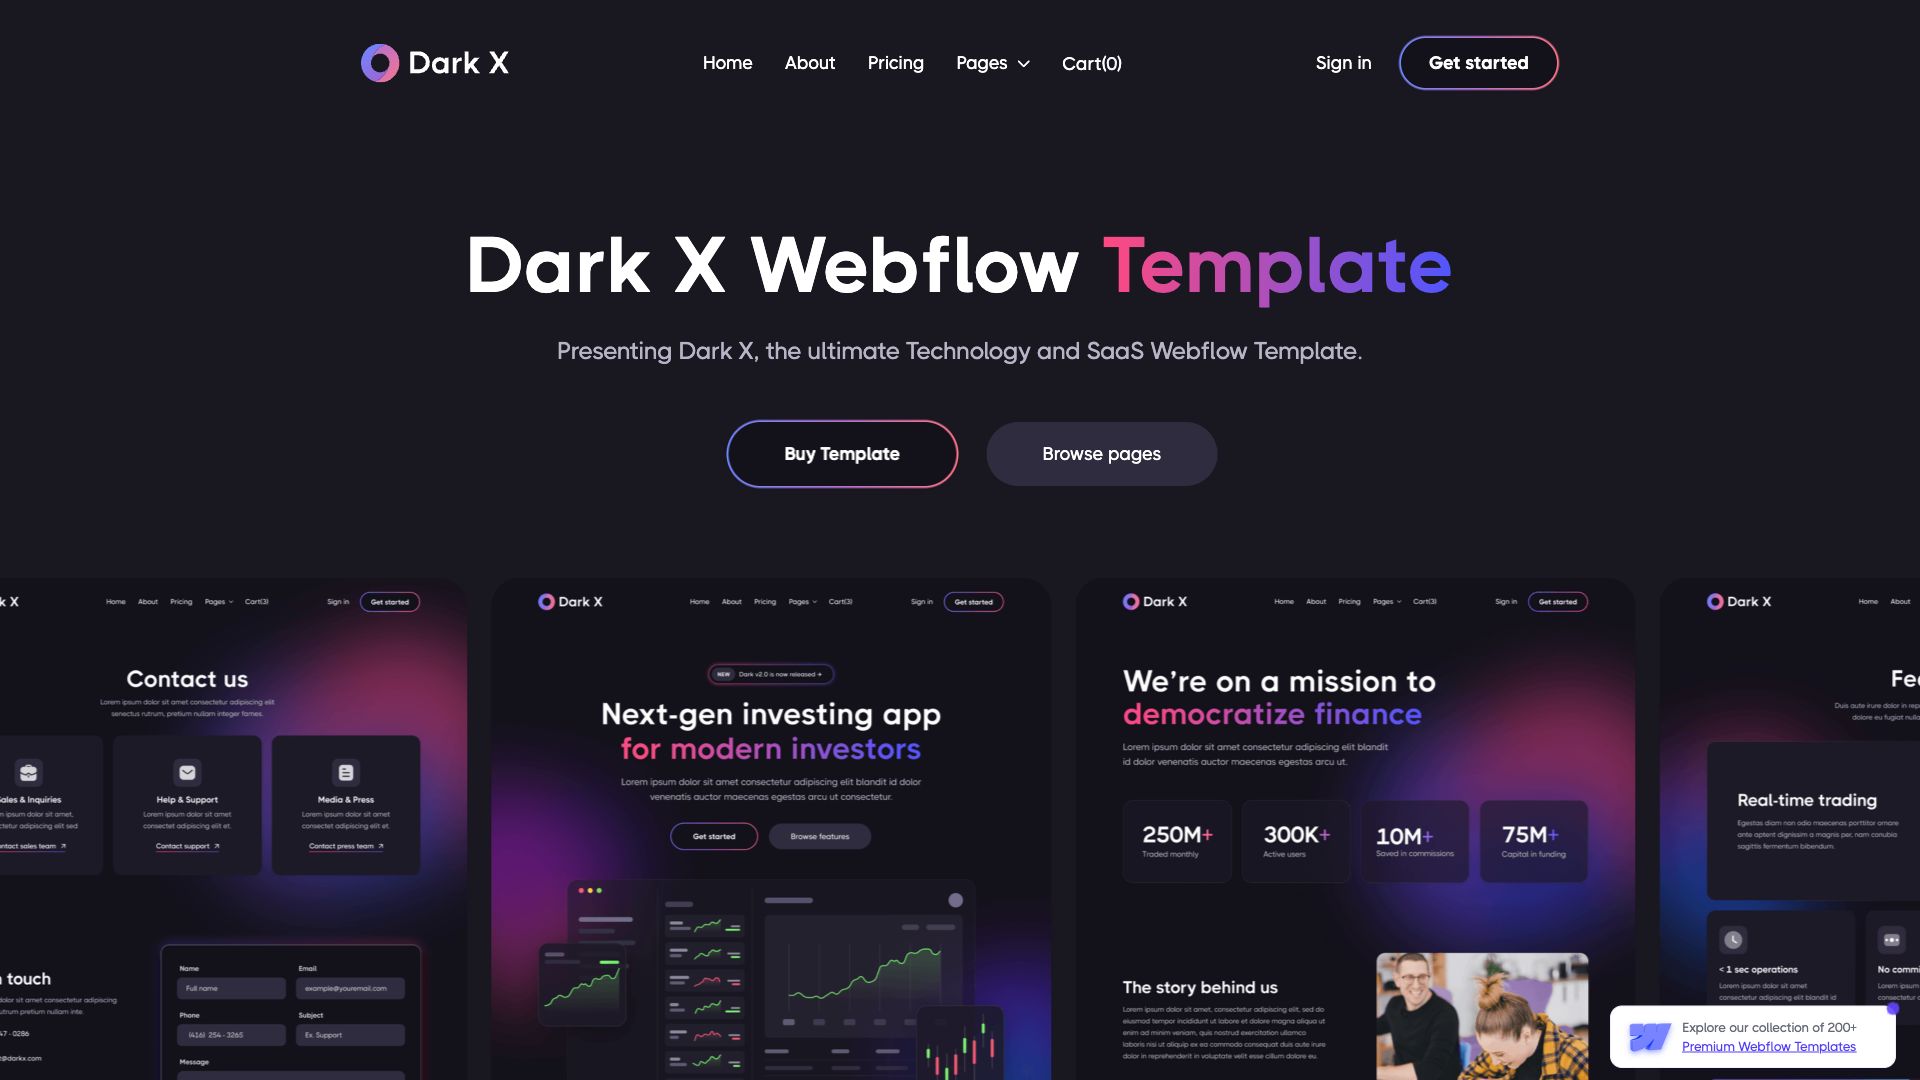 Dark X
Home About Pricing Pages Cart(0)
Sign in Get started
Dark X Webflow Template
Presenting Dark X, the ultimate Technology and SaaS Webflow Template.
Buy Template Browse pages
k X Home About Pricing Pages Cart(3) Sign in Get started
Contact us
Lorem ipsum dolor sit amet consectetur adipiscing elit
senectus rutrum, pretium nullam integer fames.
ales & Inquiries
m ipsum dolor sit amet,
ctetur adipiscing elit sed
ntact sales team
Help & Support
Lorem ipsum dolor sit amet
consectet adipiscing elit et.
Contact support
Media & Press
Lorem ipsum dolor sit amet
consectet adipiscing elit et.
Contact press team
n touch
dolor sit amet consectetur adipiscing.
rutrum pretium nullam inte.
47 - 0286
t@darkx.com
Name Email
Full name example@youremail.com
Phone Subject
(416) 254 - 3265 Ex. Support
Message
Dark X Home About Pricing Pages Cart(3) Sign in Get started
NEW Dark v2.0 is now released →
Next-gen investing app
for modern investors
Lorem ipsum dolor sit amet consectetur adipiscing elit blandit id dolor
venenatis auctor maecenas egestas arcu ut consectetur.
Get started Browse features
Dark X Home About Pricing Pages Cart(3) Sign in Get started
We’re on a mission to
democratize finance
Lorem ipsum dolor sit amet consectetur adipiscing elit blandit
id dolor venenatis auctor maecenas egestas arcu ut.
250M+
Traded monthly
300K+
Active users
10M+
Saved in commissions
75M+
Capital in funding
The story behind us
Lorem ipsum dolor sit amet, consectetur adipiscing elit, sed do
eiusmod tempor incididunt ut labore et dolore magna aliqua ut
enim ad minim veniam, quis nostrud exercitation ullamco
laboris nisi ut aliquip ex ea commodo consequat duis aute irure
dolor in reprehenderit in voluptate velit esse cillum dolore eu.
Dark X Home About
Fea
Duis aute irure dolor in rep
dolore eu fugiat nulla
Real-time trading
Egestas diam non odio maecenas porttitor ornare
ante aptent dignissim a magnis per, nam conubia
sagittis fermentum bibendum.
< 1 sec operations
Lorem ipsum dolor sit amet
consectetur adipiscing elit blandit id
No commi
Lorem ipsum
consectetur
Explore our collection of 200+
Premium Webflow Templates